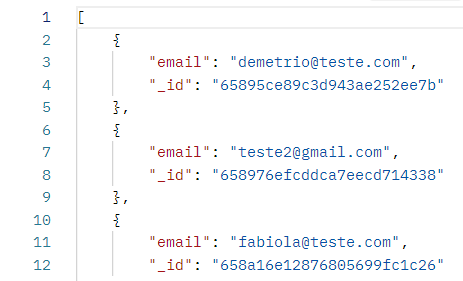 1 [
2 {
3 "email": "demetrio@teste.com",
4 "_id": "65895ce89c3d943ae252ee7b"
5 },
6 {
7 "email": "teste2@gmail.com",
8 "_id": "658976efcddca7eecd714338"
9 },
10 {
11 "email": "fabiola@teste.com",
12 "_id": "658a16e12876805699fc1c26"